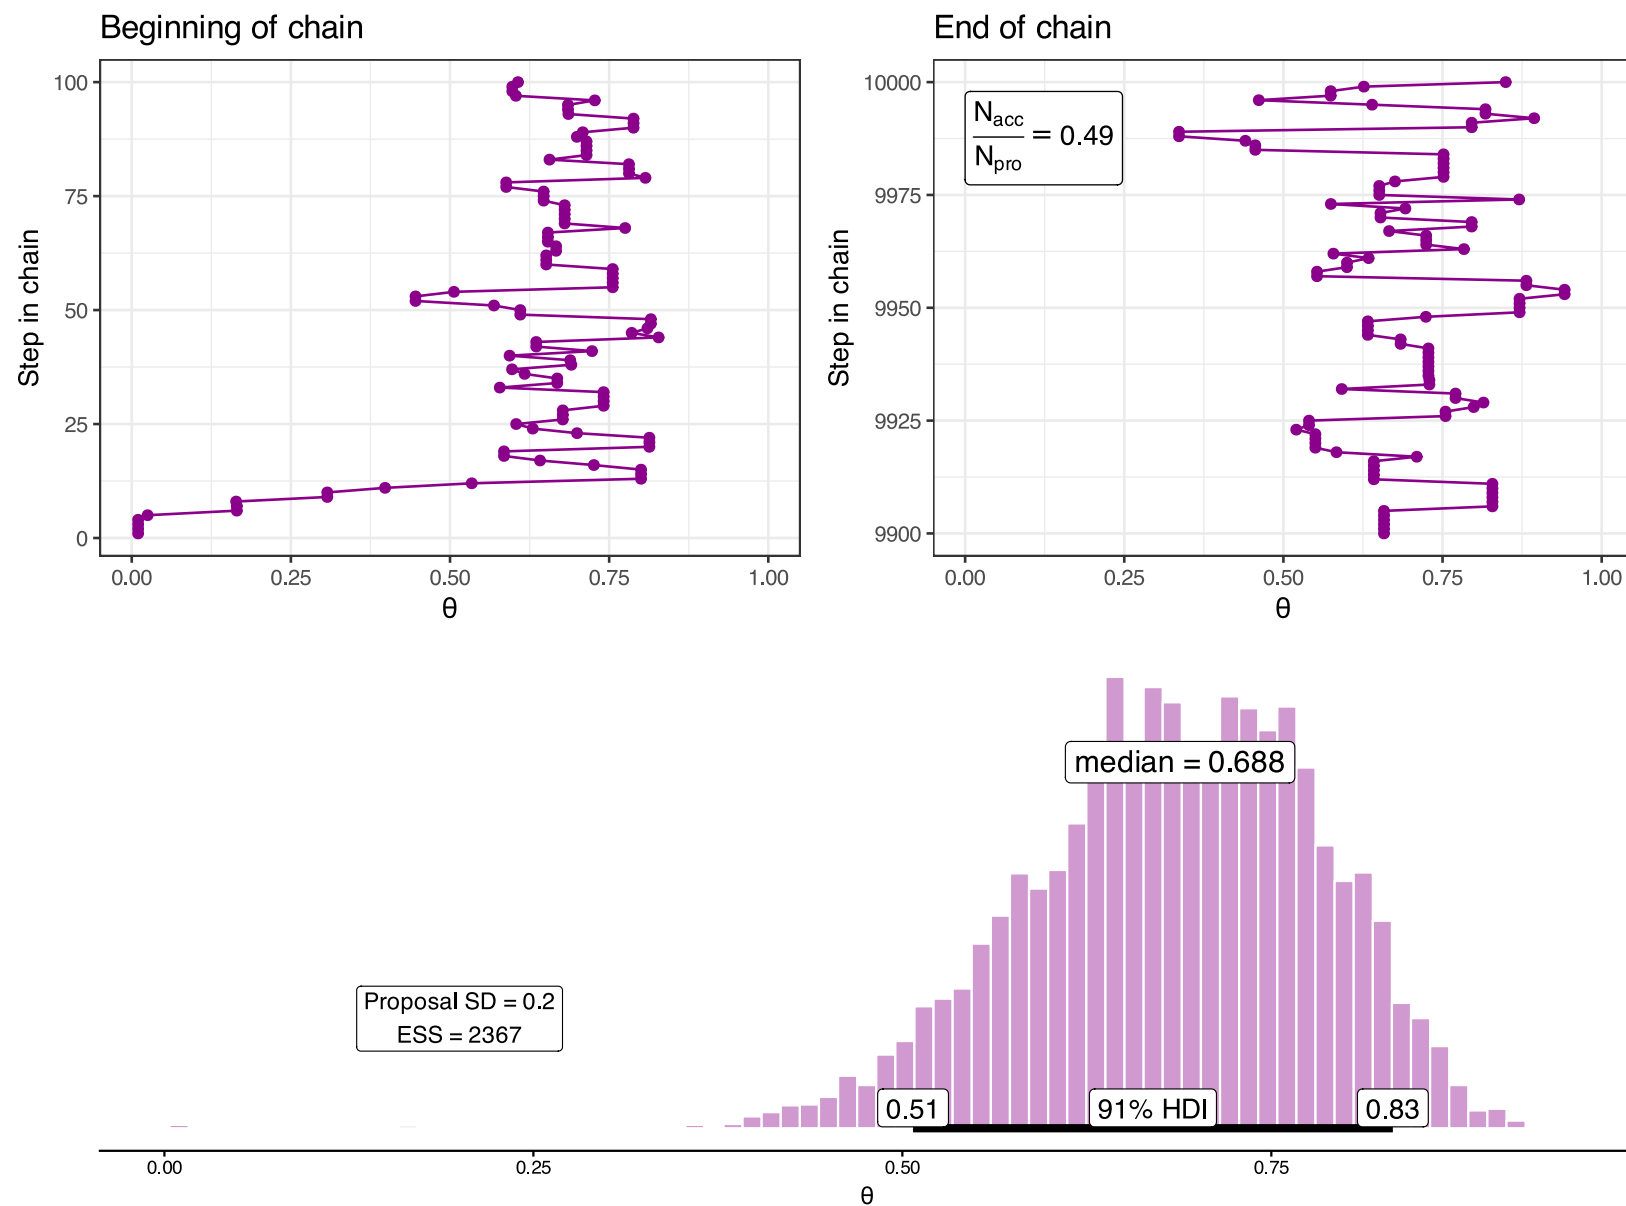 Beginning of chain
End of chain
100
75
50
25
0
Step in chain
0.00 0.25 0.50 0.75 1.00
θ
10000
9975
9950
9925
9900
Step in chain
N_acc / N_pro = 0.49
0.00 0.25 0.50 0.75 1.00
θ
median = 0.688
Proposal SD = 0.2
ESS = 2367
0.51 91% HDI 0.83
0.00 0.25 0.50 0.75
θ